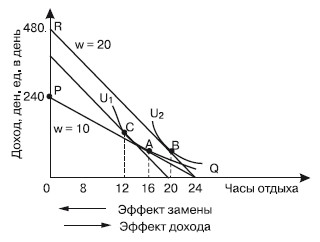 Доход, ден. ед. в день
480.
R
w = 20
P
240
U1
C
U2
A
B
w = 10
Q
0
12
16
20
24
Часы отдыха
Эффект замены
Эффект дохода